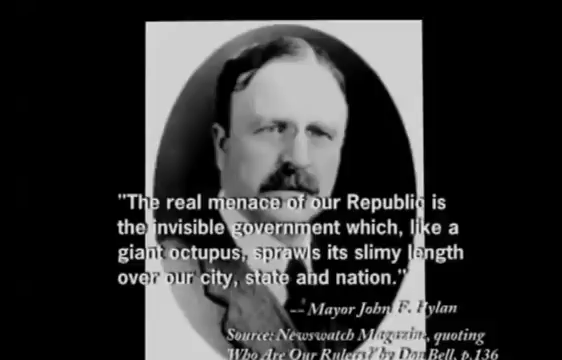 "The real menace of our Republic is
the invisible government which, like a
giant octupus, sprawls its slimy length
over our city, state and nation."
-- Mayor John F. Hylan
Source: Newswatch Magazine, quoting
'Who Are Our Rulers?' by Don Bell, p.136